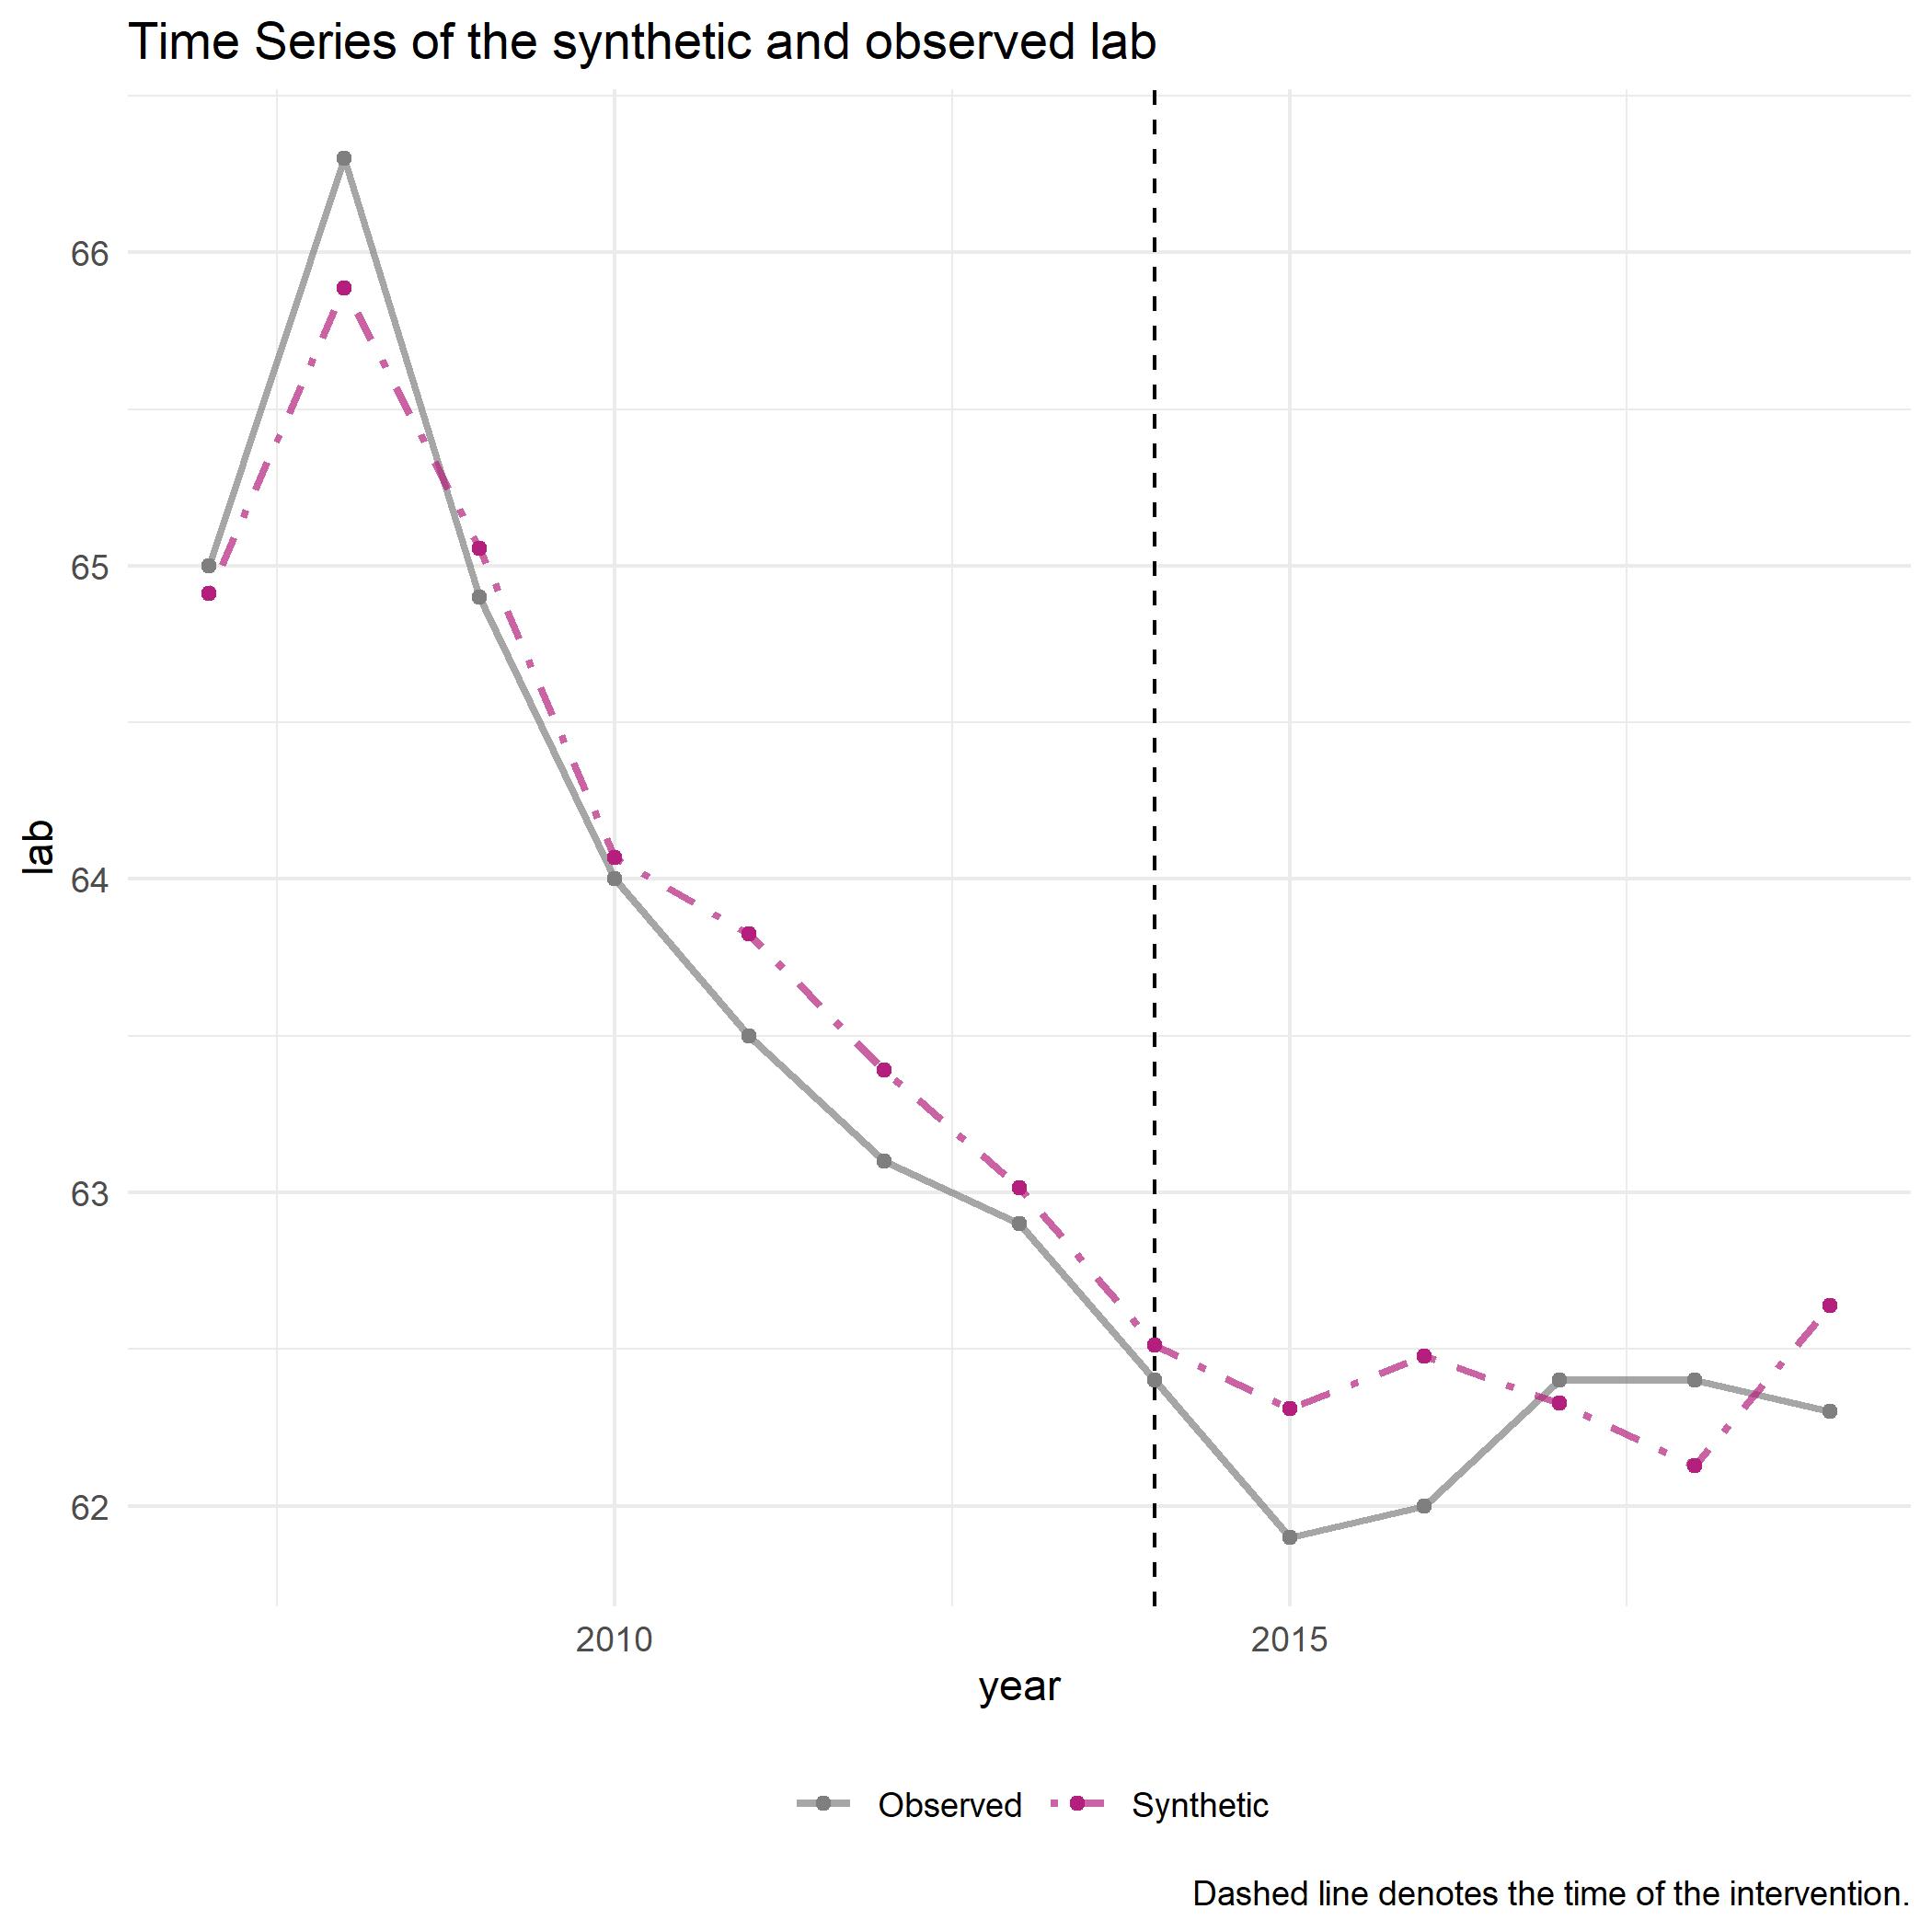 Time Series of the synthetic and observed lab
66
65
64
63
62
lab
2010 2015
year
Observed Synthetic
Dashed line denotes the time of the intervention.